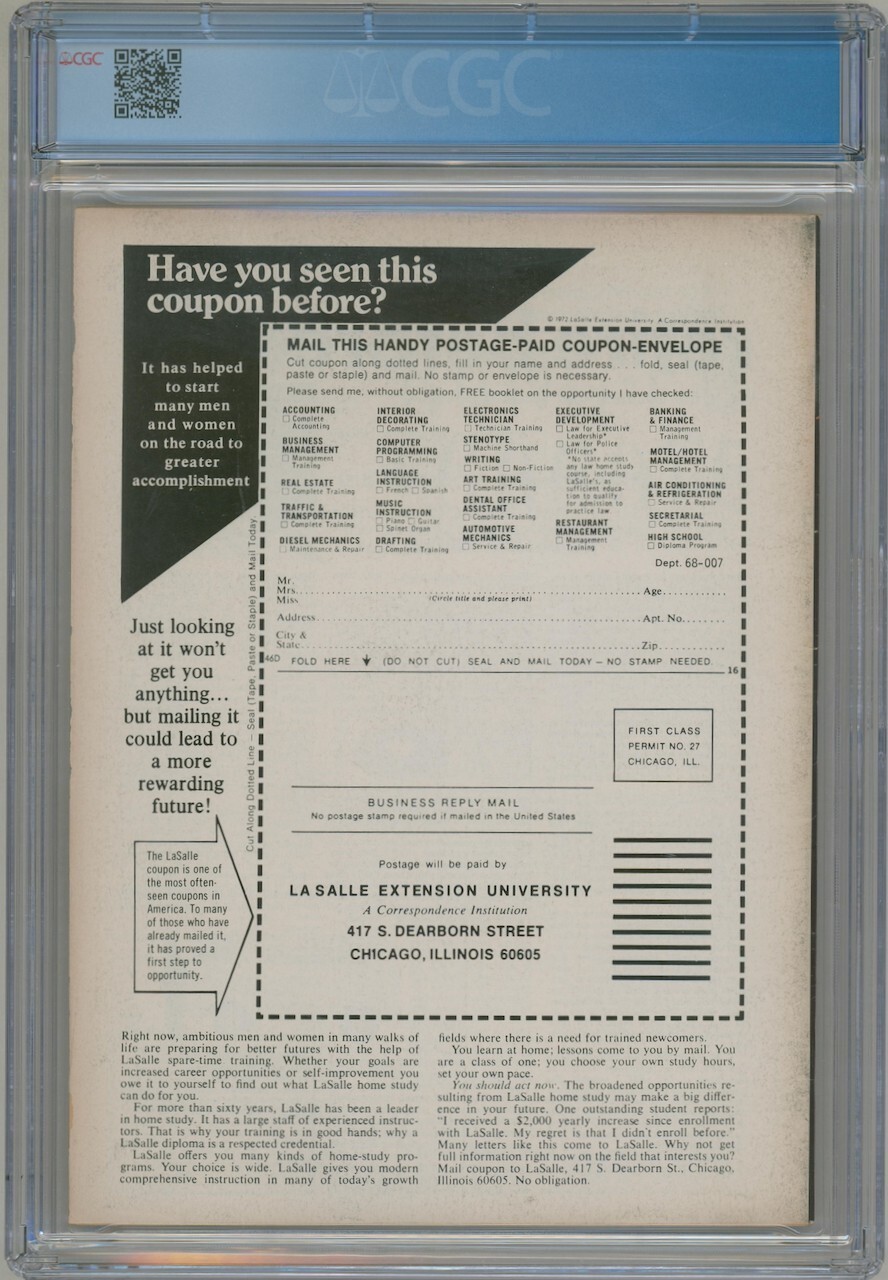 CGC
CGC
Have you seen this
coupon before?
© 1972 LaSalle Extension University A Correspondence Institution
It has helped
to start
many men
and women
on the road to
greater
accomplishment
MAIL THIS HANDY POSTAGE-PAID COUPON-ENVELOPE
Cut coupon along dotted lines, fill in your name and address . . . fold, seal (tape,
paste or staple) and mail. No stamp or envelope is necessary.
Please send me, without obligation, FREE booklet on the opportunity I have checked:
ACCOUNTING
☐ Complete
Accounting
BUSINESS
MANAGEMENT
☐ Management
Training
REAL ESTATE
☐ Complete Training
TRAFFIC &
TRANSPORTATION
☐ Complete Training
DIESEL MECHANICS
☐ Maintenance & Repair
INTERIOR
DECORATING
☐ Complete Training
COMPUTER
PROGRAMMING
☐ Basic Training
LANGUAGE
INSTRUCTION
☐ French ☐ Spanish
MUSIC
INSTRUCTION
☐ Piano ☐ Guitar
☐ Spinet Organ
DRAFTING
☐ Complete Training
ELECTRONICS
TECHNICIAN
☐ Technician Training
STENOTYPE
☐ Machine Shorthand
WRITING
☐ Fiction ☐ Non-Fiction
ART TRAINING
☐ Complete Training
DENTAL OFFICE
ASSISTANT
☐ Complete Training
AUTOMOTIVE
MECHANICS
☐ Service & Repair
EXECUTIVE
DEVELOPMENT
☐ Law for Executive
Leadership*
☐ Law for Police
Officers*
*No state accepts
any law home study
course, including
LaSalle's, as
sufficient educa-
tion to qualify
for admission to
practice law.
RESTAURANT
MANAGEMENT
☐ Management
Training
BANKING
& FINANCE
☐ Management
Training
MOTEL/HOTEL
MANAGEMENT
☐ Complete Training
AIR CONDITIONING
& REFRIGERATION
☐ Service & Repair
SECRETARIAL
☐ Complete Training
HIGH SCHOOL
☐ Diploma Program
Dept. 68-007
Mr.
Mrs. Age
Miss (Circle title and please print)
Address Apt. No.
City &
State Zip
46D FOLD HERE (DO NOT CUT) SEAL AND MAIL TODAY – NO STAMP NEEDED.
16
Cut Along Dotted Line — Seal (Tape, Paste or Staple) and Mail Today
Just looking
at it won't
get you
anything...
but mailing it
could lead to
a more
rewarding
future!
FIRST CLASS
PERMIT NO. 27
CHICAGO, ILL.
BUSINESS REPLY MAIL
No postage stamp required if mailed in the United States
Postage will be paid by
LA SALLE EXTENSION UNIVERSITY
A Correspondence Institution
417 S. DEARBORN STREET
CHICAGO, ILLINOIS 60605
The LaSalle
coupon is one of
the most often-
seen coupons in
America. To many
of those who have
already mailed it,
it has proved a
first step to
opportunity.
Right now, ambitious men and women in many walks of
life are preparing for better futures with the help of
LaSalle spare-time training. Whether your goals are
increased career opportunities or self-improvement you
owe it to yourself to find out what LaSalle home study
can do for you.
For more than sixty years, LaSalle has been a leader
in home study. It has a large staff of experienced instruc-
tors. That is why your training is in good hands; why a
LaSalle diploma is a respected credential.
LaSalle offers you many kinds of home-study pro-
grams. Your choice is wide. LaSalle gives you modern
comprehensive instruction in many of today's growth
fields where there is a need for trained newcomers.
You learn at home; lessons come to you by mail. You
are a class of one; you choose your own study hours,
set your own pace.
You should act now. The broadened opportunities re-
sulting from LaSalle home study may make a big differ-
ence in your future. One outstanding student reports:
"I received a $2,000 yearly increase since enrollment
with LaSalle. My regret is that I didn't enroll before."
Many letters like this come to LaSalle. Why not get
full information right now on the field that interests you?
Mail coupon to LaSalle, 417 S. Dearborn St., Chicago,
Illinois 60605. No obligation.